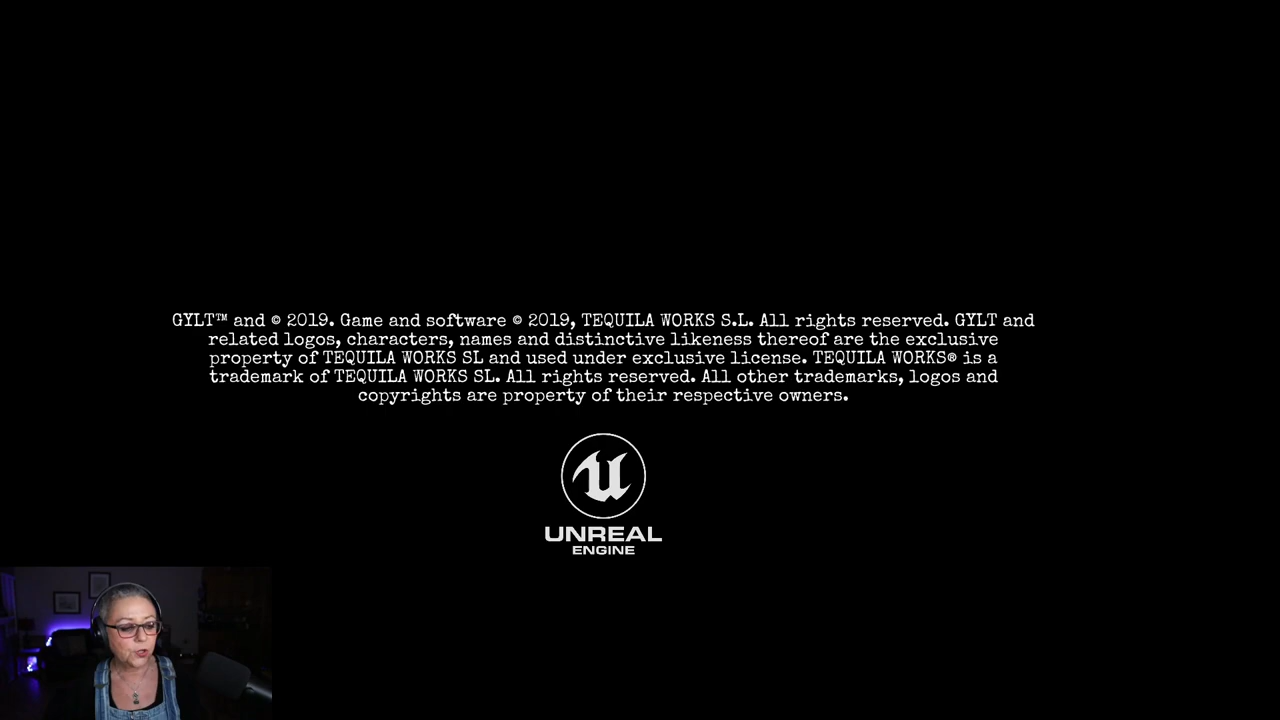 GYLT™ and © 2019. Game and software © 2019, TEQUILA WORKS S.L. All rights reserved. GYLT and
related logos, characters, names and distinctive likeness thereof are the exclusive
property of TEQUILA WORKS SL and used under exclusive license. TEQUILA WORKS® is a
trademark of TEQUILA WORKS SL. All rights reserved. All other trademarks, logos and
copyrights are property of their respective owners.
UNREAL
ENGINE